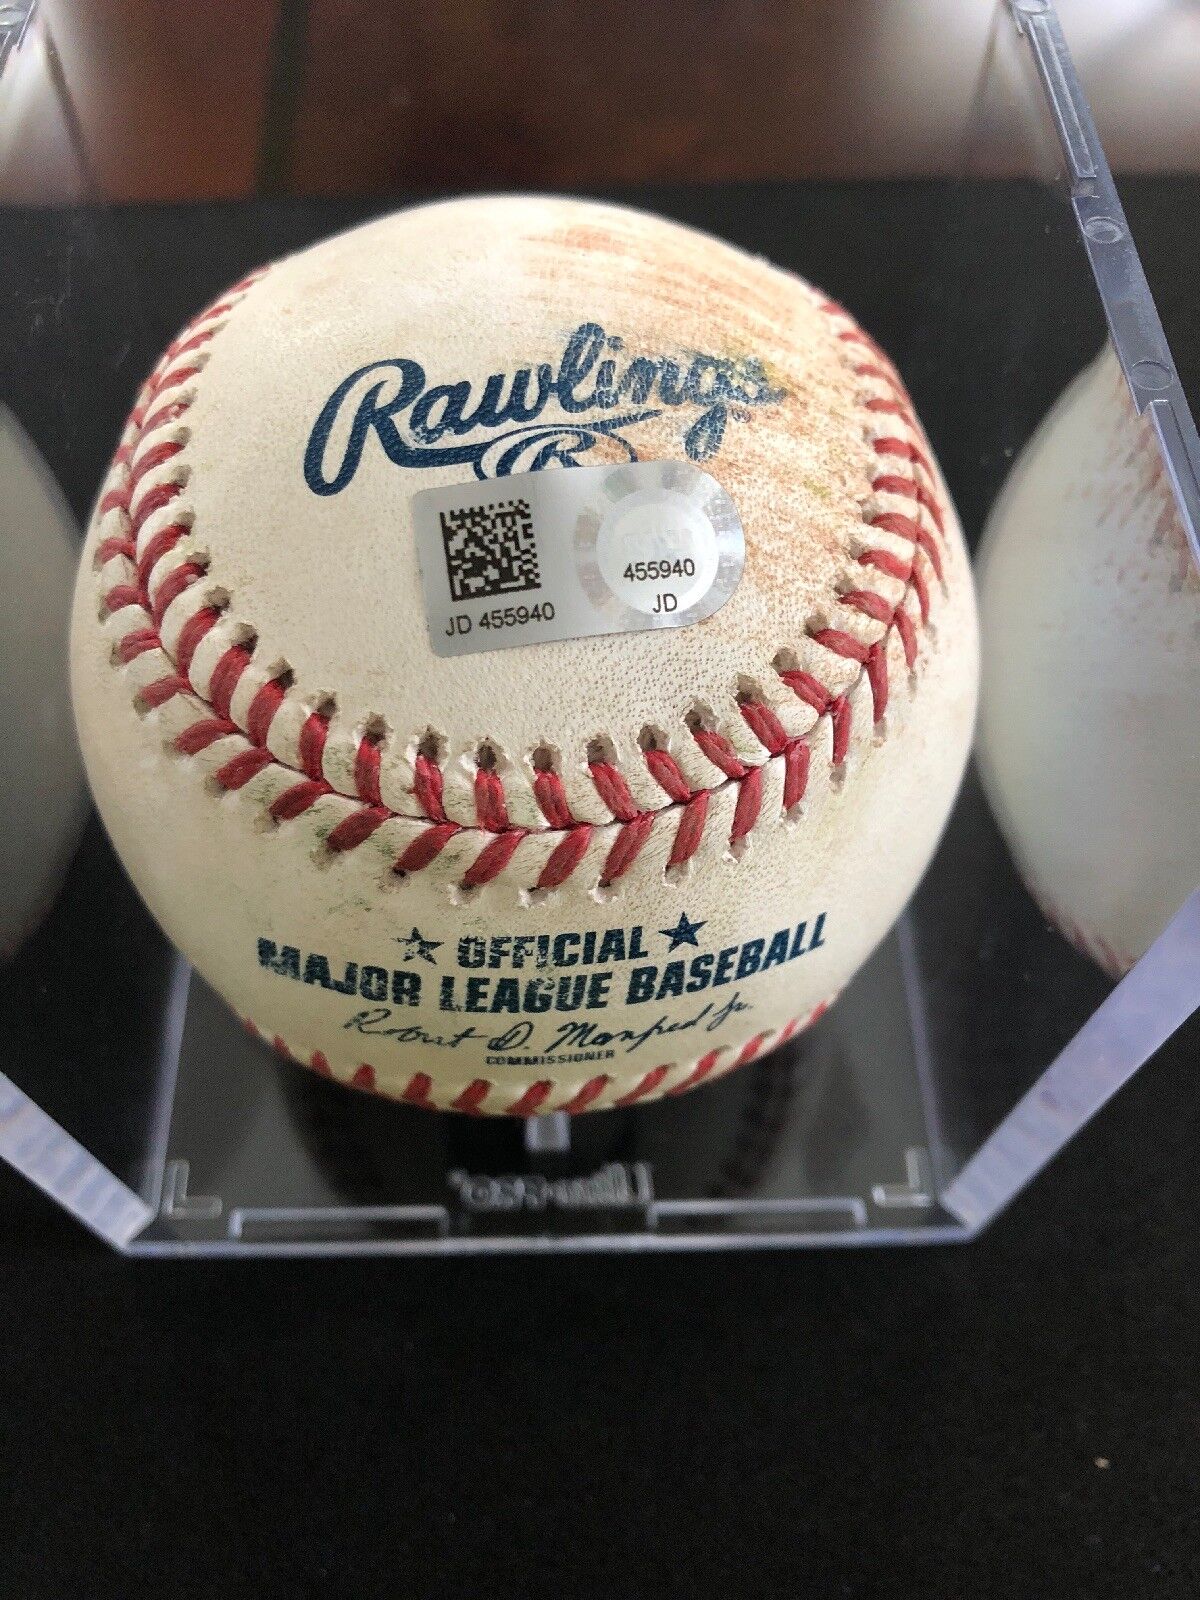 Rawlings
R
JD 455940
455940
JD
OFFICIAL
MAJOR LEAGUE BASEBALL
Robert D. Manfred Jr.
COMMISSIONER